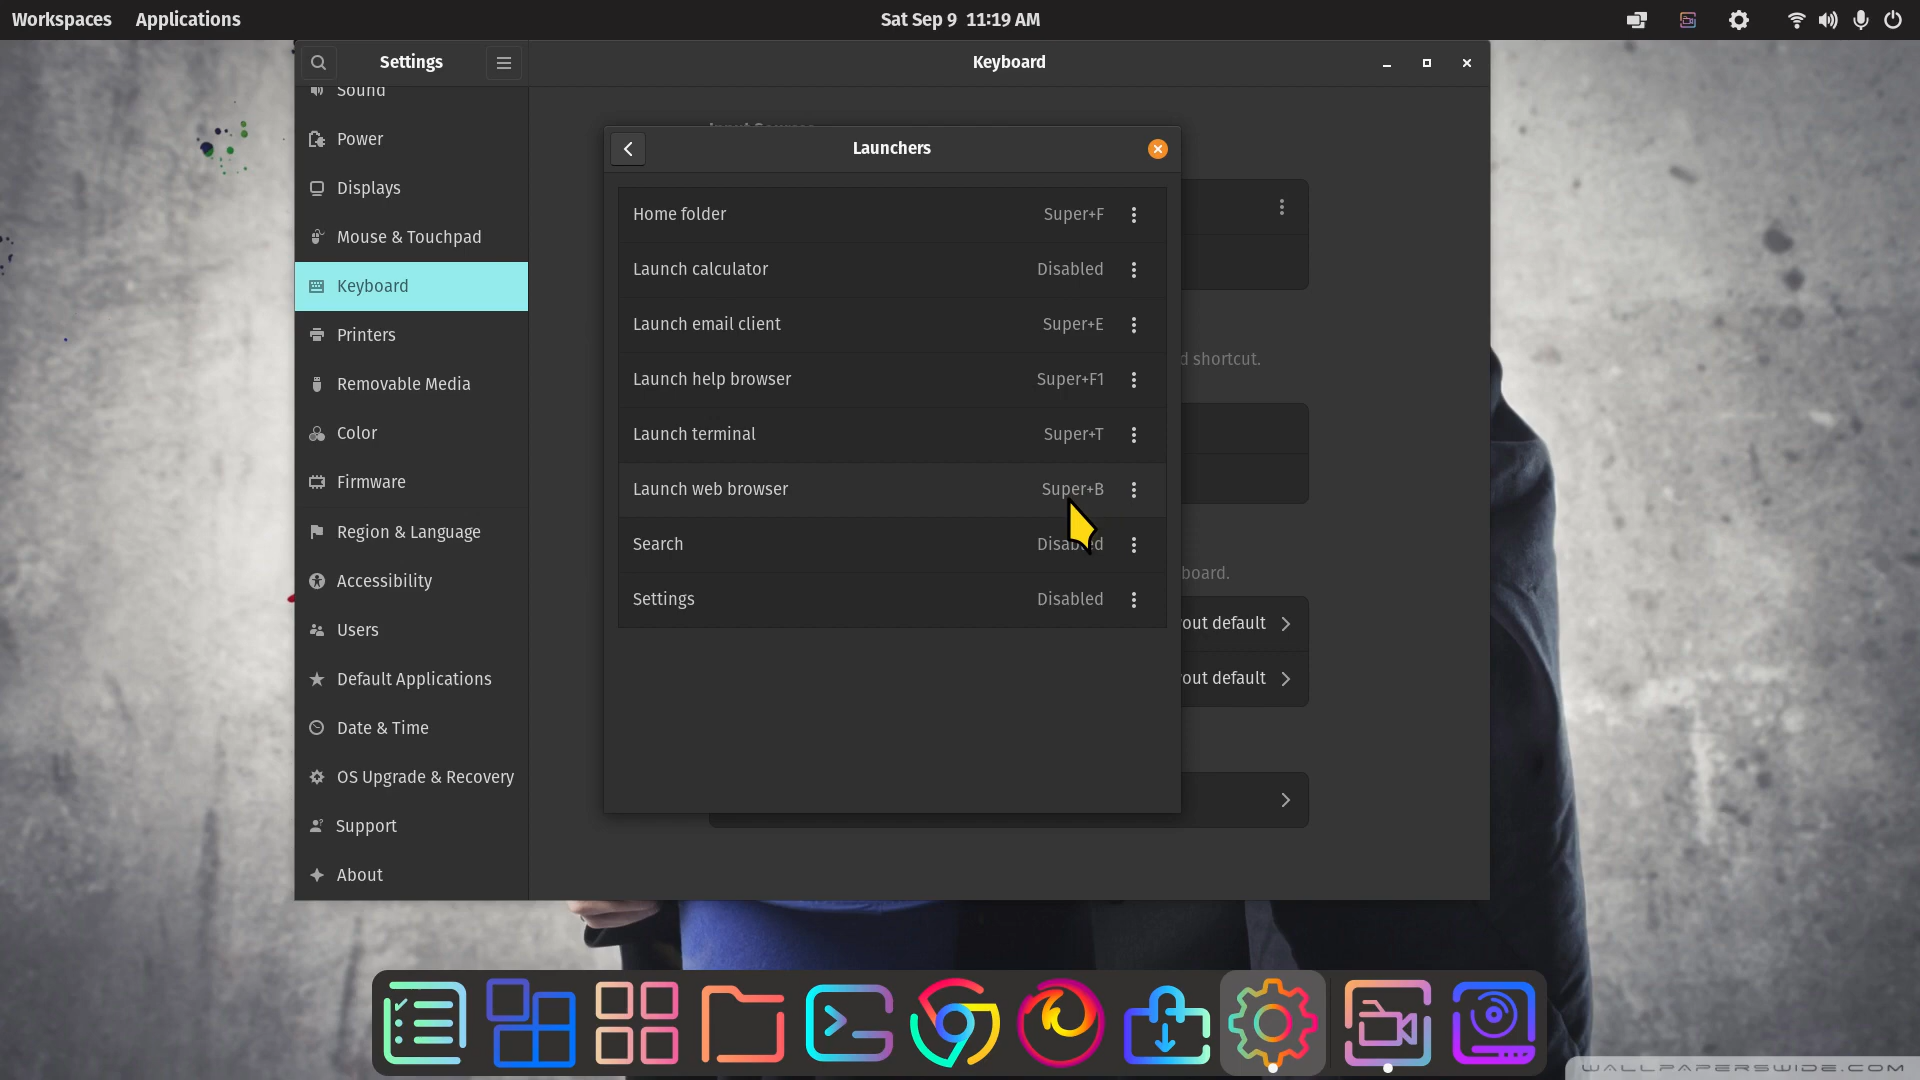 Workspaces Applications Sat Sep 9 11:19 AM
Settings Keyboard
Sound
Power
Displays
Mouse & Touchpad
Keyboard
Printers
Removable Media
Color
Firmware
Region & Language
Accessibility
Users
Default Applications
Date & Time
OS Upgrade & Recovery
Support
About
Launchers
Home folder Super+F
Launch calculator Disabled
Launch email client Super+E
Launch help browser Super+F1
Launch terminal Super+T
Launch web browser Super+B
Search Disabled
Settings Disabled
shortcut.
board.
out default
out default
WALLPAPERSWIDE.COM